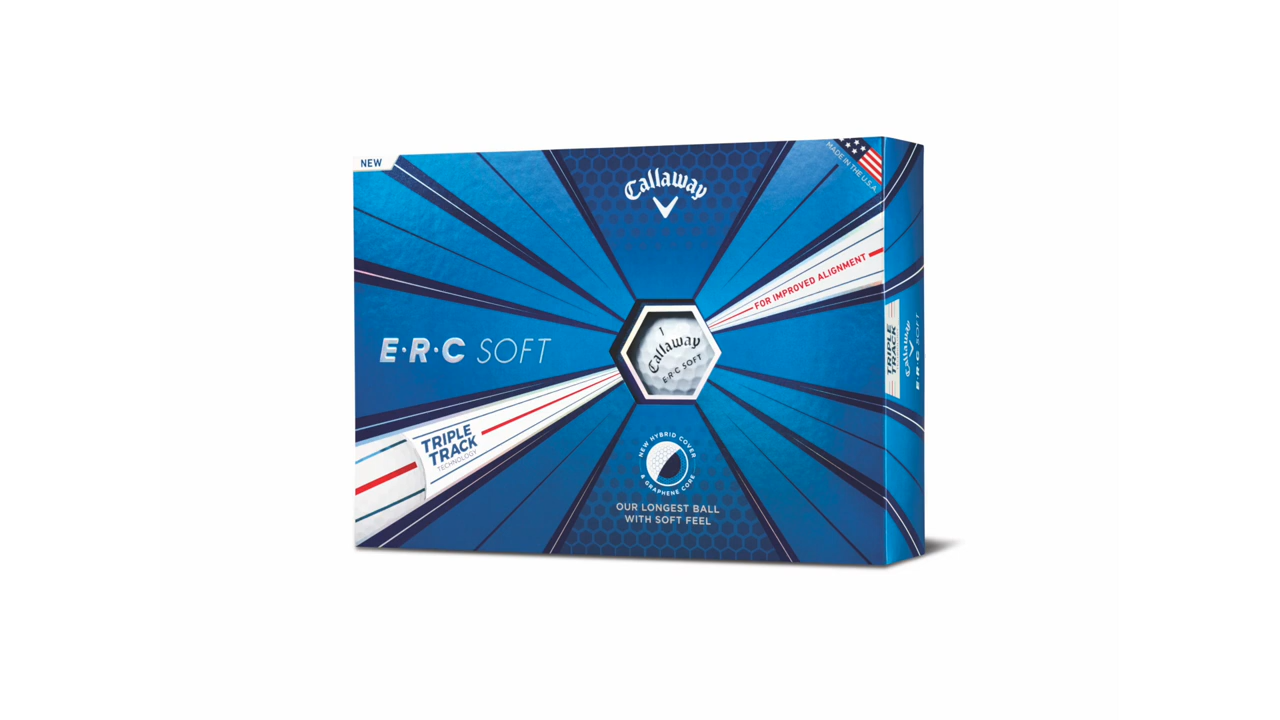 NEW
Callaway
MADE IN THE U.S.A.
FOR IMPROVED ALIGNMENT
E·R·C SOFT
1
Callaway
E·R·C SOFT
TRIPLE
TRACK
TECHNOLOGY
NEW HYBRID COVER
& GRAPHENE CORE
OUR LONGEST BALL
WITH SOFT FEEL
TRIPLE
TRACK
Callaway
E·R·C SOFT